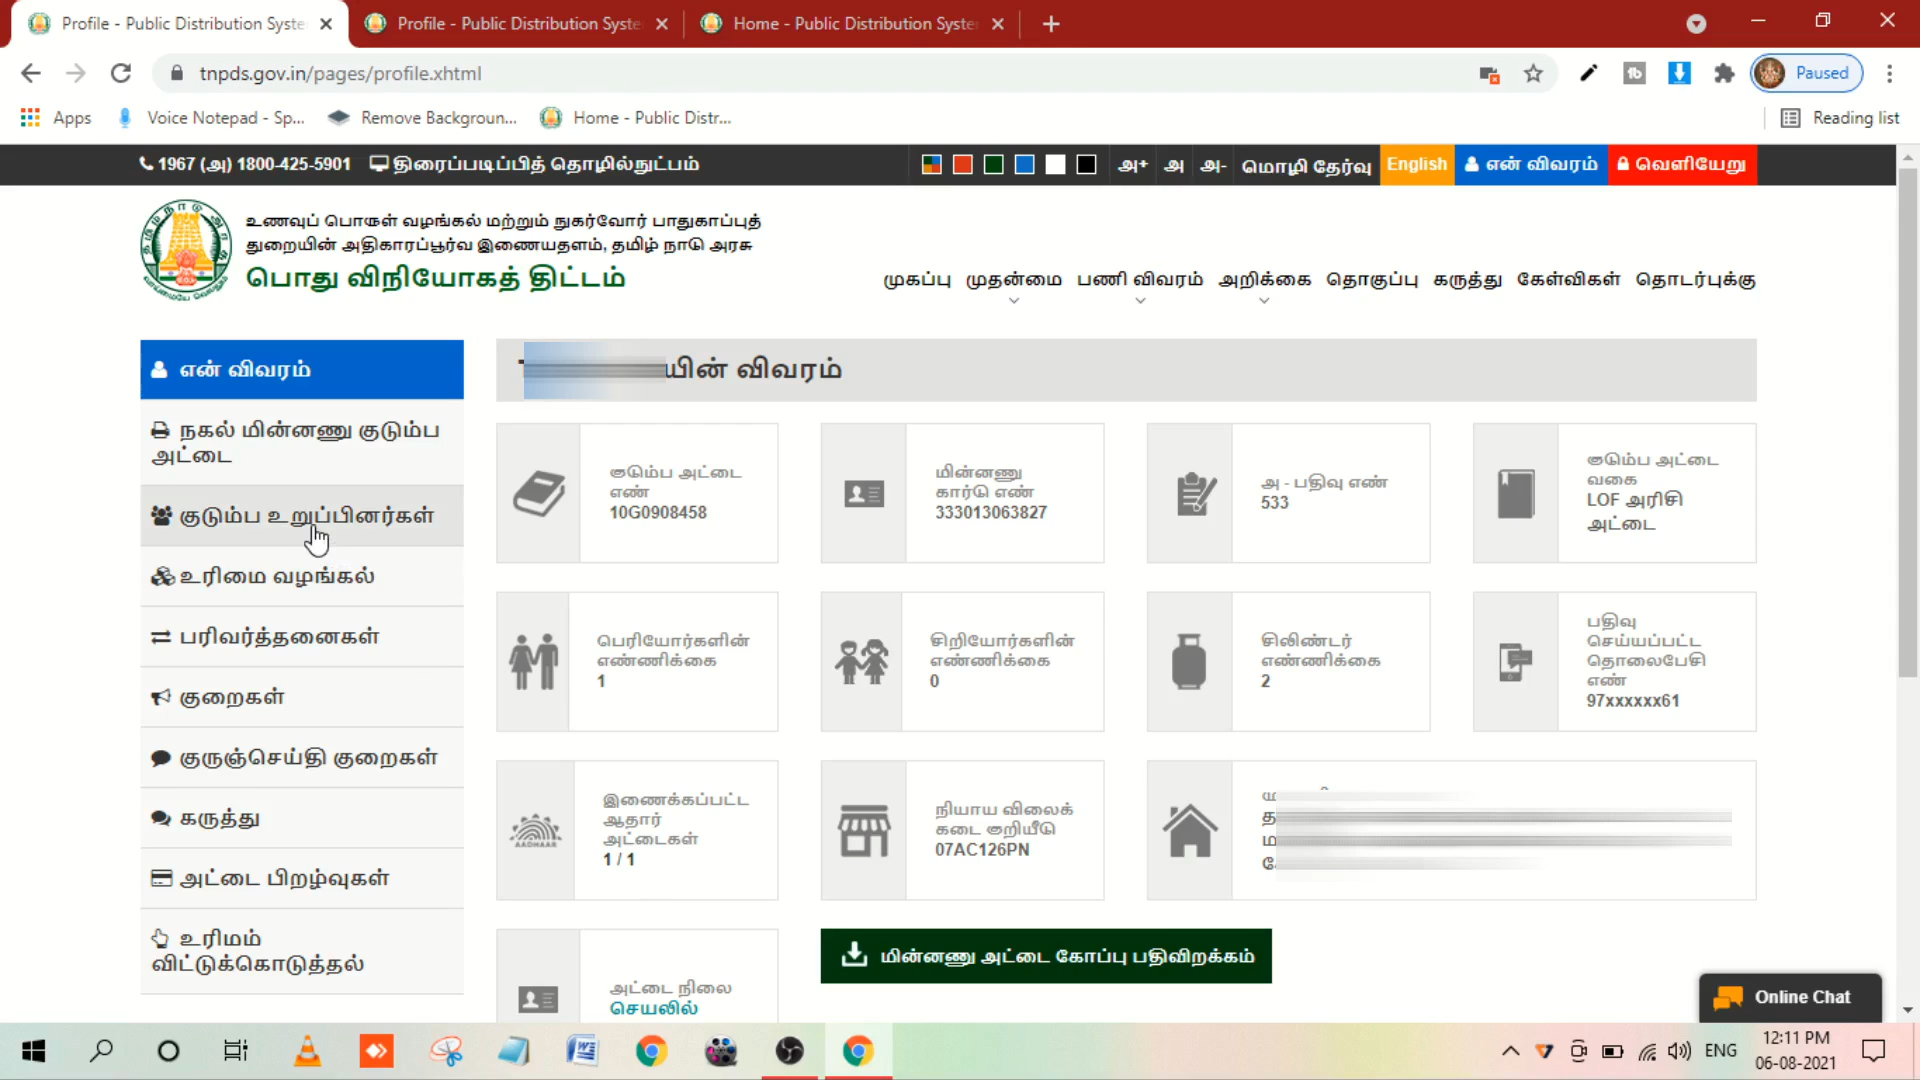 Profile - Public Distribution Syste
Profile - Public Distribution Syste
Home - Public Distribution Syste
tnpds.gov.in/pages/profile.xhtml
Paused
Apps
Voice Notepad - Sp...
Remove Backgroun...
Home - Public Distr...
Reading list
1967 (அ) 1800-425-5901
திரைப்படிப்பித் தொழில்நுட்பம்
அ+ அ அ- மொழி தேர்வு English என் விவரம் வெளியேறு
உணவுப் பொருள் வழங்கல் மற்றும் நுகர்வோர் பாதுகாப்புத்
துறையின் அதிகாரப்பூர்வ இணையதளம், தமிழ் நாடு அரசு
பொது விநியோகத் திட்டம்
முகப்பு முதன்மை பணி விவரம் அறிக்கை தொகுப்பு கருத்து கேள்விகள் தொடர்புக்கு
என் விவரம்
நகல் மின்னணு குடும்ப
அட்டை
குடும்ப உறுப்பினர்கள்
உரிமை வழங்கல்
பரிவர்த்தனைகள்
குறைகள்
குருஞ்செய்தி குறைகள்
கருத்து
அட்டை பிறழ்வுகள்
உரிமம்
விட்டுக்கொடுத்தல்
யின் விவரம்
குடும்ப அட்டை
எண்
10G0908458
மின்னணு
கார்டு எண்
333013063827
அ - பதிவு எண்
533
குடும்ப அட்டை
வகை
LOF அரிசி
அட்டை
பெரியோர்களின்
எண்ணிக்கை
1
சிறியோர்களின்
எண்ணிக்கை
0
சிலிண்டர்
எண்ணிக்கை
2
பதிவு
செய்யப்பட்ட
தொலைபேசி
எண்
97xxxxxx61
AADHAAR
இணைக்கப்பட்ட
ஆதார்
அட்டைகள்
1 / 1
நியாய விலைக்
கடை குறியீடு
07AC126PN
அட்டை நிலை
செயலில்
மின்னணு அட்டை கோப்பு பதிவிறக்கம்
Online Chat
ENG
12:11 PM
06-08-2021